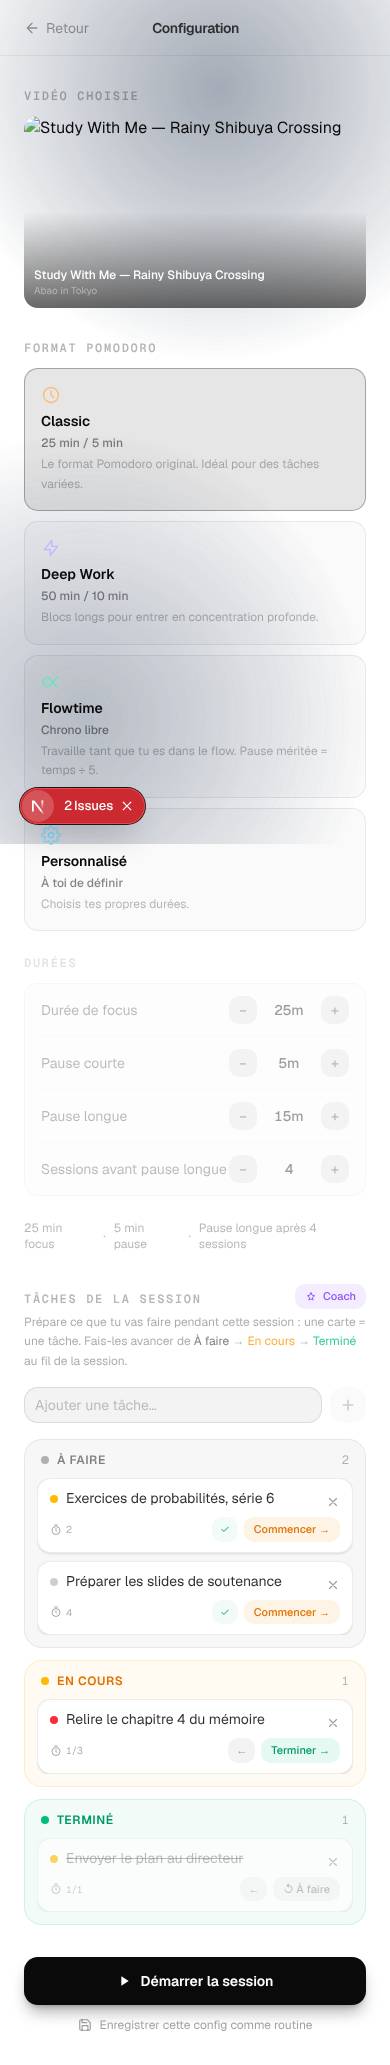 ← Retour
Configuration
VIDÉO CHOISIE
Study With Me — Rainy Shibuya Crossing
Study With Me — Rainy Shibuya Crossing
Abao in Tokyo
FORMAT POMODORO
Classic
25 min / 5 min
Le format Pomodoro original. Idéal pour des tâches
variées.
Deep Work
50 min / 10 min
Blocs longs pour entrer en concentration profonde.
Flowtime
Chrono libre
Travaille tant que tu es dans le flow. Pause méritée =
temps ÷ 5.
N 2 Issues ×
Personnalisé
À toi de définir
Choisis tes propres durées.
DURÉES
Durée de focus − 25m +
Pause courte − 5m +
Pause longue − 15m +
Sessions avant pause longue − 4 +
25 min focus · 5 min pause · Pause longue après 4 sessions
TÂCHES DE LA SESSION
Coach
Prépare ce que tu vas faire pendant cette session : une carte =
une tâche. Fais-les avancer de À faire → En cours → Terminé
au fil de la session.
Ajouter une tâche... +
À FAIRE 2
Exercices de probabilités, série 6 ×
2 ✓ Commencer →
Préparer les slides de soutenance ×
4 ✓ Commencer →
EN COURS 1
Relire le chapitre 4 du mémoire ×
1/3 ← Terminer →
TERMINÉ 1
Envoyer le plan au directeur ×
1/1 ← À faire
Démarrer la session
Enregistrer cette config comme routine